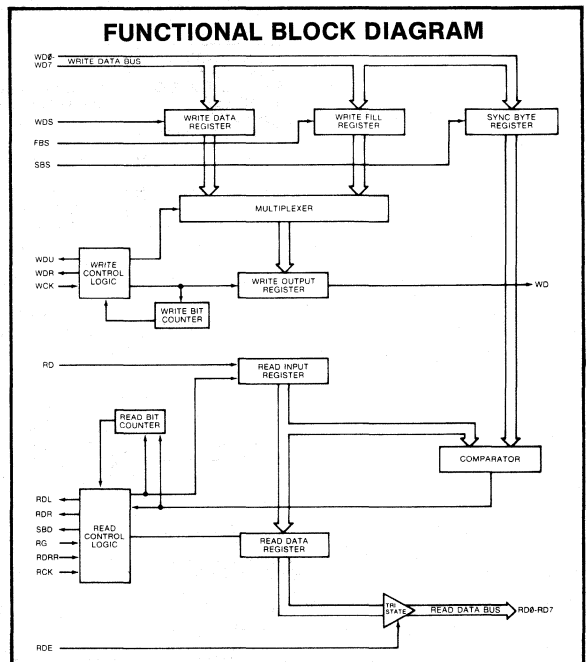 FUNCTIONAL BLOCK DIAGRAM
WDØ-
WD7
WRITE DATA BUS
WDS
WRITE DATA
REGISTER
WRITE FILL
REGISTER
SYNC BYTE
REGISTER
FBS
SBS
MULTIPLEXER
WDU
WDR
WCK
WRITE
CONTROL
LOGIC
WRITE OUTPUT
REGISTER
WD
WRITE BIT
COUNTER
RD
READ INPUT
REGISTER
READ BIT
COUNTER
COMPARATOR
RDL
RDR
SBD
RG
RDRR
RCK
READ
CONTROL
LOGIC
READ DATA
REGISTER
TRI
STATE
READ DATA BUS
RDØ-RD7
RDE